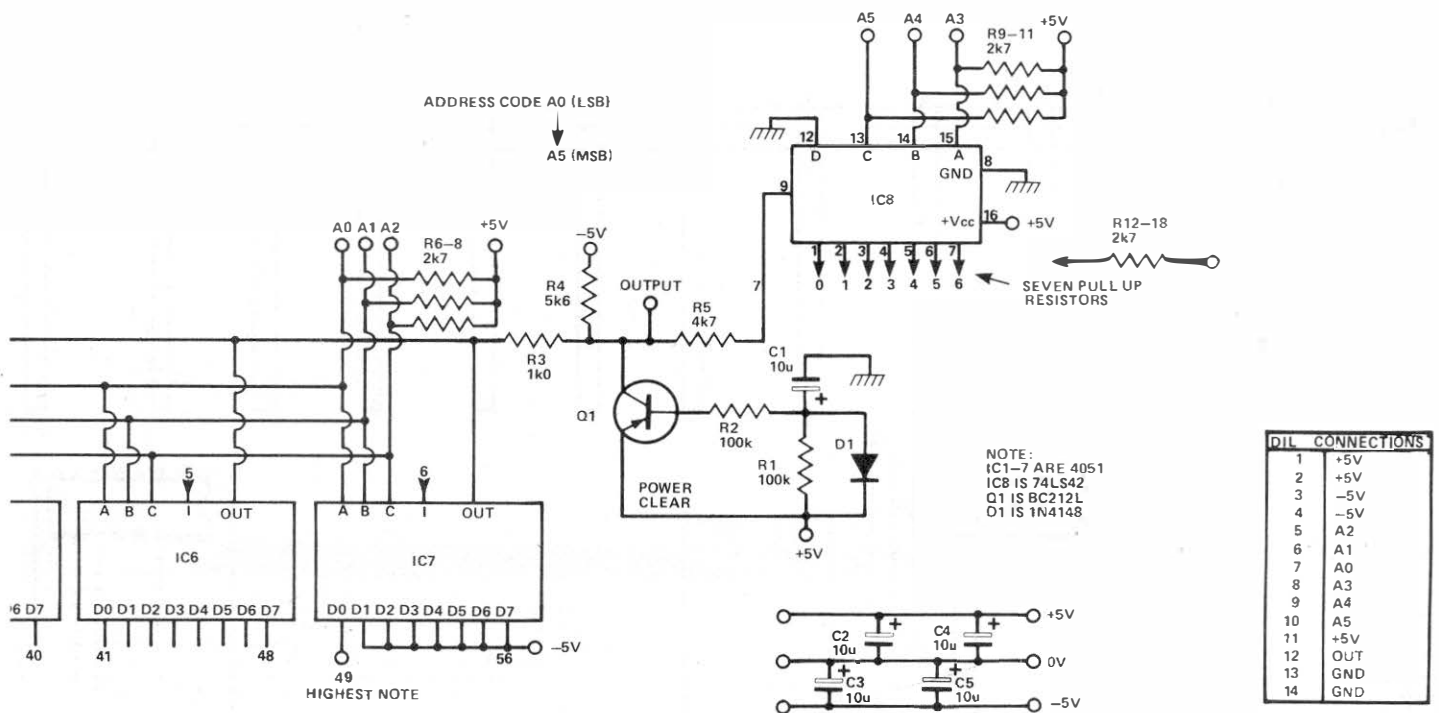 A5 A4 A3 +5V
R9–11
2k7
ADDRESS CODE A0 (LSB)
A5 (MSB)
12 13 14 15
D C B A
GND 8
9
IC8
+Vcc 16 +5V
1 2 3 4 5 6 7
0 1 2 3 4 5 6
R12–18
2k7
SEVEN PULL UP
RESISTORS
A0 A1 A2 +5V
R6–8
2k7
–5V
R4
5k6
OUTPUT
R5
4k7
7
R3
1k0
C1
10u
+
Q1
R2
100k
R1
100k
D1
POWER
CLEAR
+5V
NOTE:
IC1–7 ARE 4051
IC8 IS 74LS42
Q1 IS BC212L
D1 IS 1N4148
5
A B C I OUT
IC6
D0 D1 D2 D3 D4 D5 D6 D7
41 48
6
A B C I OUT
IC7
D0 D1 D2 D3 D4 D5 D6 D7
49 56
–5V
HIGHEST NOTE
D6 D7
40
+5V
C2
10u
+
C4
10u
+
0V
C3
10u
+
C5
10u
+
–5V
DIL CONNECTIONS
1 +5V
2 +5V
3 –5V
4 –5V
5 A2
6 A1
7 A0
8 A3
9 A4
10 A5
11 +5V
12 OUT
13 GND
14 GND